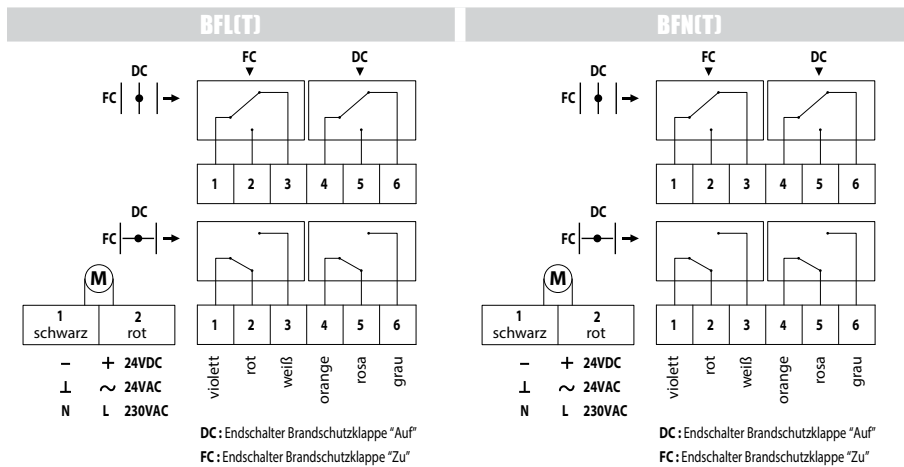 BFL(T)
FC DC
DC
FC
1 2 3 4 5 6
DC
FC
M
1 2
schwarz rot
1 2 3 4 5 6
violett rot weiß orange rosa grau
– + 24VDC
⊥ ~ 24VAC
N L 230VAC
DC : Endschalter Brandschutzklappe “Auf”
FC : Endschalter Brandschutzklappe “Zu”
BFN(T)
FC DC
DC
FC
1 2 3 4 5 6
DC
FC
M
1 2
schwarz rot
1 2 3 4 5 6
violett rot weiß orange rosa grau
– + 24VDC
⊥ ~ 24VAC
N L 230VAC
DC : Endschalter Brandschutzklappe “Auf”
FC : Endschalter Brandschutzklappe “Zu”